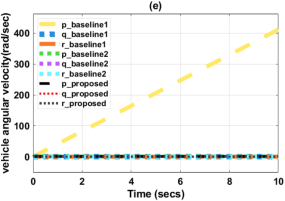 (e)
p_baseline1
q_baseline1
r_baseline1
p_baseline2
q_baseline2
r_baseline2
p_proposed
q_proposed
r_proposed
vehicle angular velocity(rad/sec)
400
300
200
100
0
0 2 4 6 8 10
Time (secs)